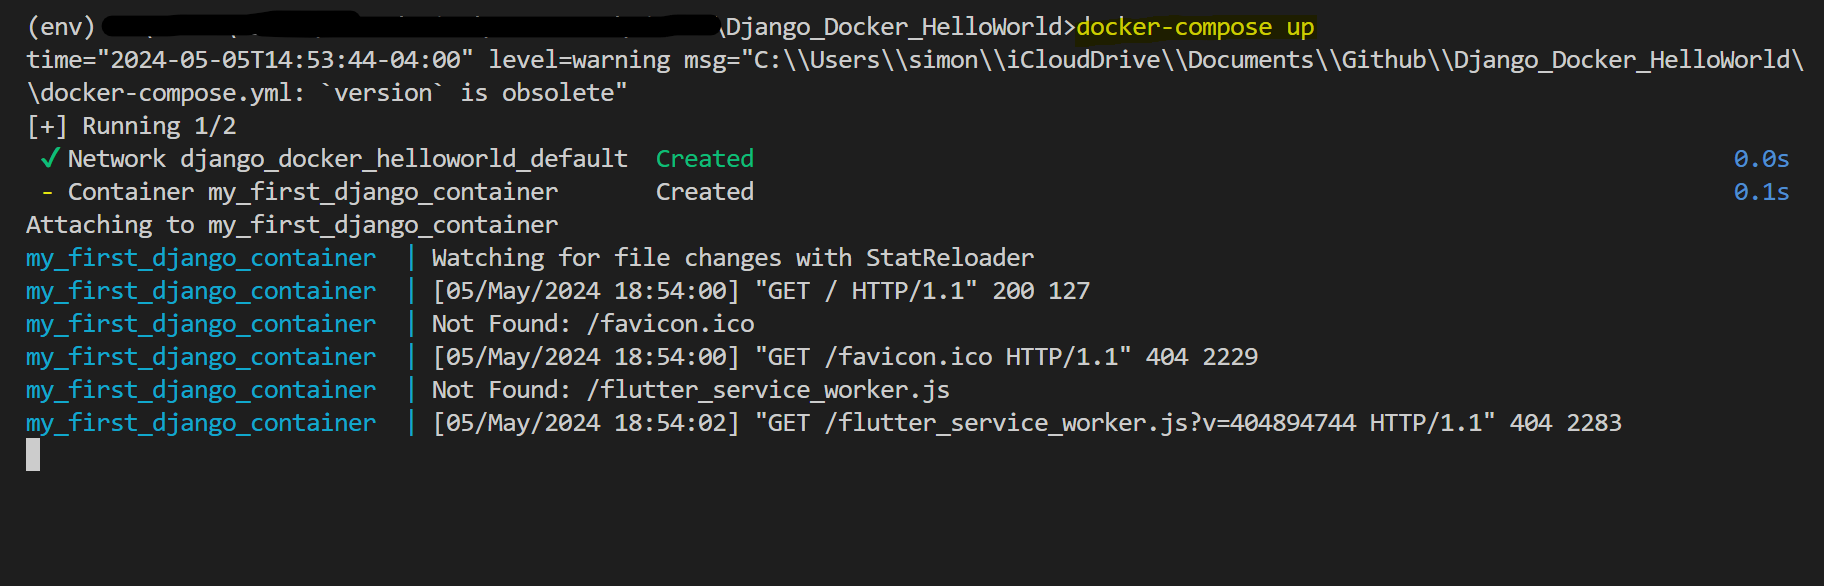 (env) \Django_Docker_HelloWorld>docker-compose up
time="2024-05-05T14:53:44-04:00" level=warning msg="C:\\Users\\simon\\iCloudDrive\\Documents\\Github\\Django_Docker_HelloWorld\
\docker-compose.yml: `version` is obsolete"
[+] Running 1/2
✓ Network django_docker_helloworld_default  Created 0.0s
- Container my_first_django_container       Created 0.1s
Attaching to my_first_django_container
my_first_django_container  | Watching for file changes with StatReloader
my_first_django_container  | [05/May/2024 18:54:00] "GET / HTTP/1.1" 200 127
my_first_django_container  | Not Found: /favicon.ico
my_first_django_container  | [05/May/2024 18:54:00] "GET /favicon.ico HTTP/1.1" 404 2229
my_first_django_container  | Not Found: /flutter_service_worker.js
my_first_django_container  | [05/May/2024 18:54:02] "GET /flutter_service_worker.js?v=404894744 HTTP/1.1" 404 2283